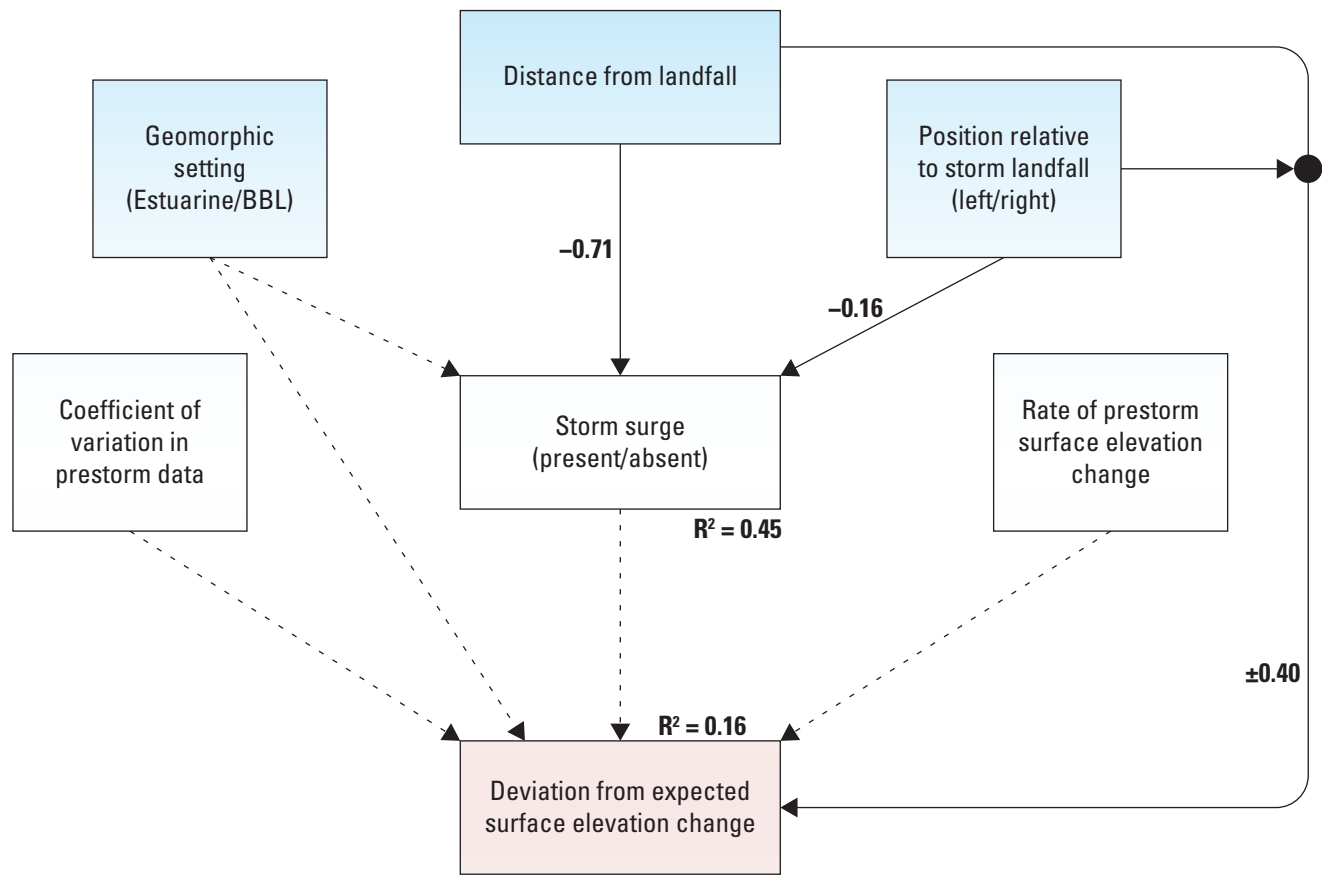 Distance from landfall
Geomorphic
setting
(Estuarine/BBL)
Position relative
to storm landfall
(left/right)
–0.71
–0.16
Coefficient of
variation in
prestorm data
Storm surge
(present/absent)
Rate of prestorm
surface elevation
change
R² = 0.45
±0.40
R² = 0.16
Deviation from expected
surface elevation change